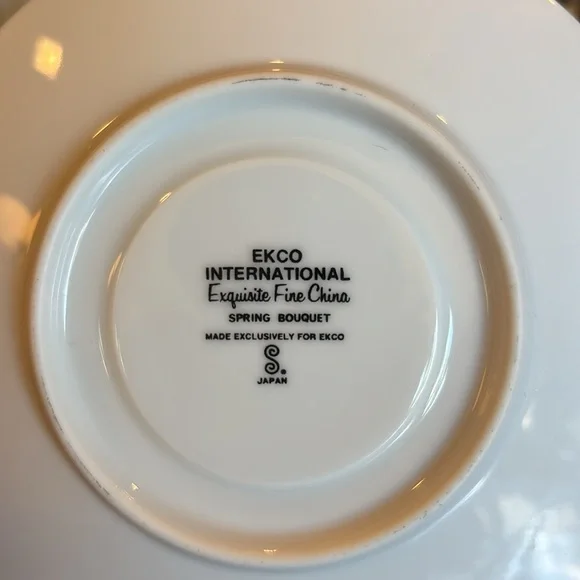 EKCO
INTERNATIONAL
Exquisite Fine China
SPRING BOUQUET
MADE EXCLUSIVELY FOR EKCO
S.
JAPAN